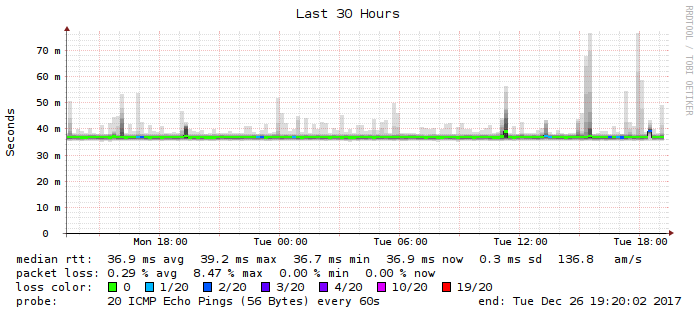 Last 30 Hours
RRDTOOL / TOBI OETIKER
Seconds
70 m
60 m
50 m
40 m
30 m
20 m
10 m
0
Mon 18:00 Tue 00:00 Tue 06:00 Tue 12:00 Tue 18:00
median rtt: 36.9 ms avg 39.2 ms max 36.7 ms min 36.9 ms now 0.3 ms sd 136.8 am/s
packet loss: 0.29 % avg 8.47 % max 0.00 % min 0.00 % now
loss color: 0 1/20 2/20 3/20 4/20 10/20 19/20
probe: 20 ICMP Echo Pings (56 Bytes) every 60s end: Tue Dec 26 19:20:02 2017